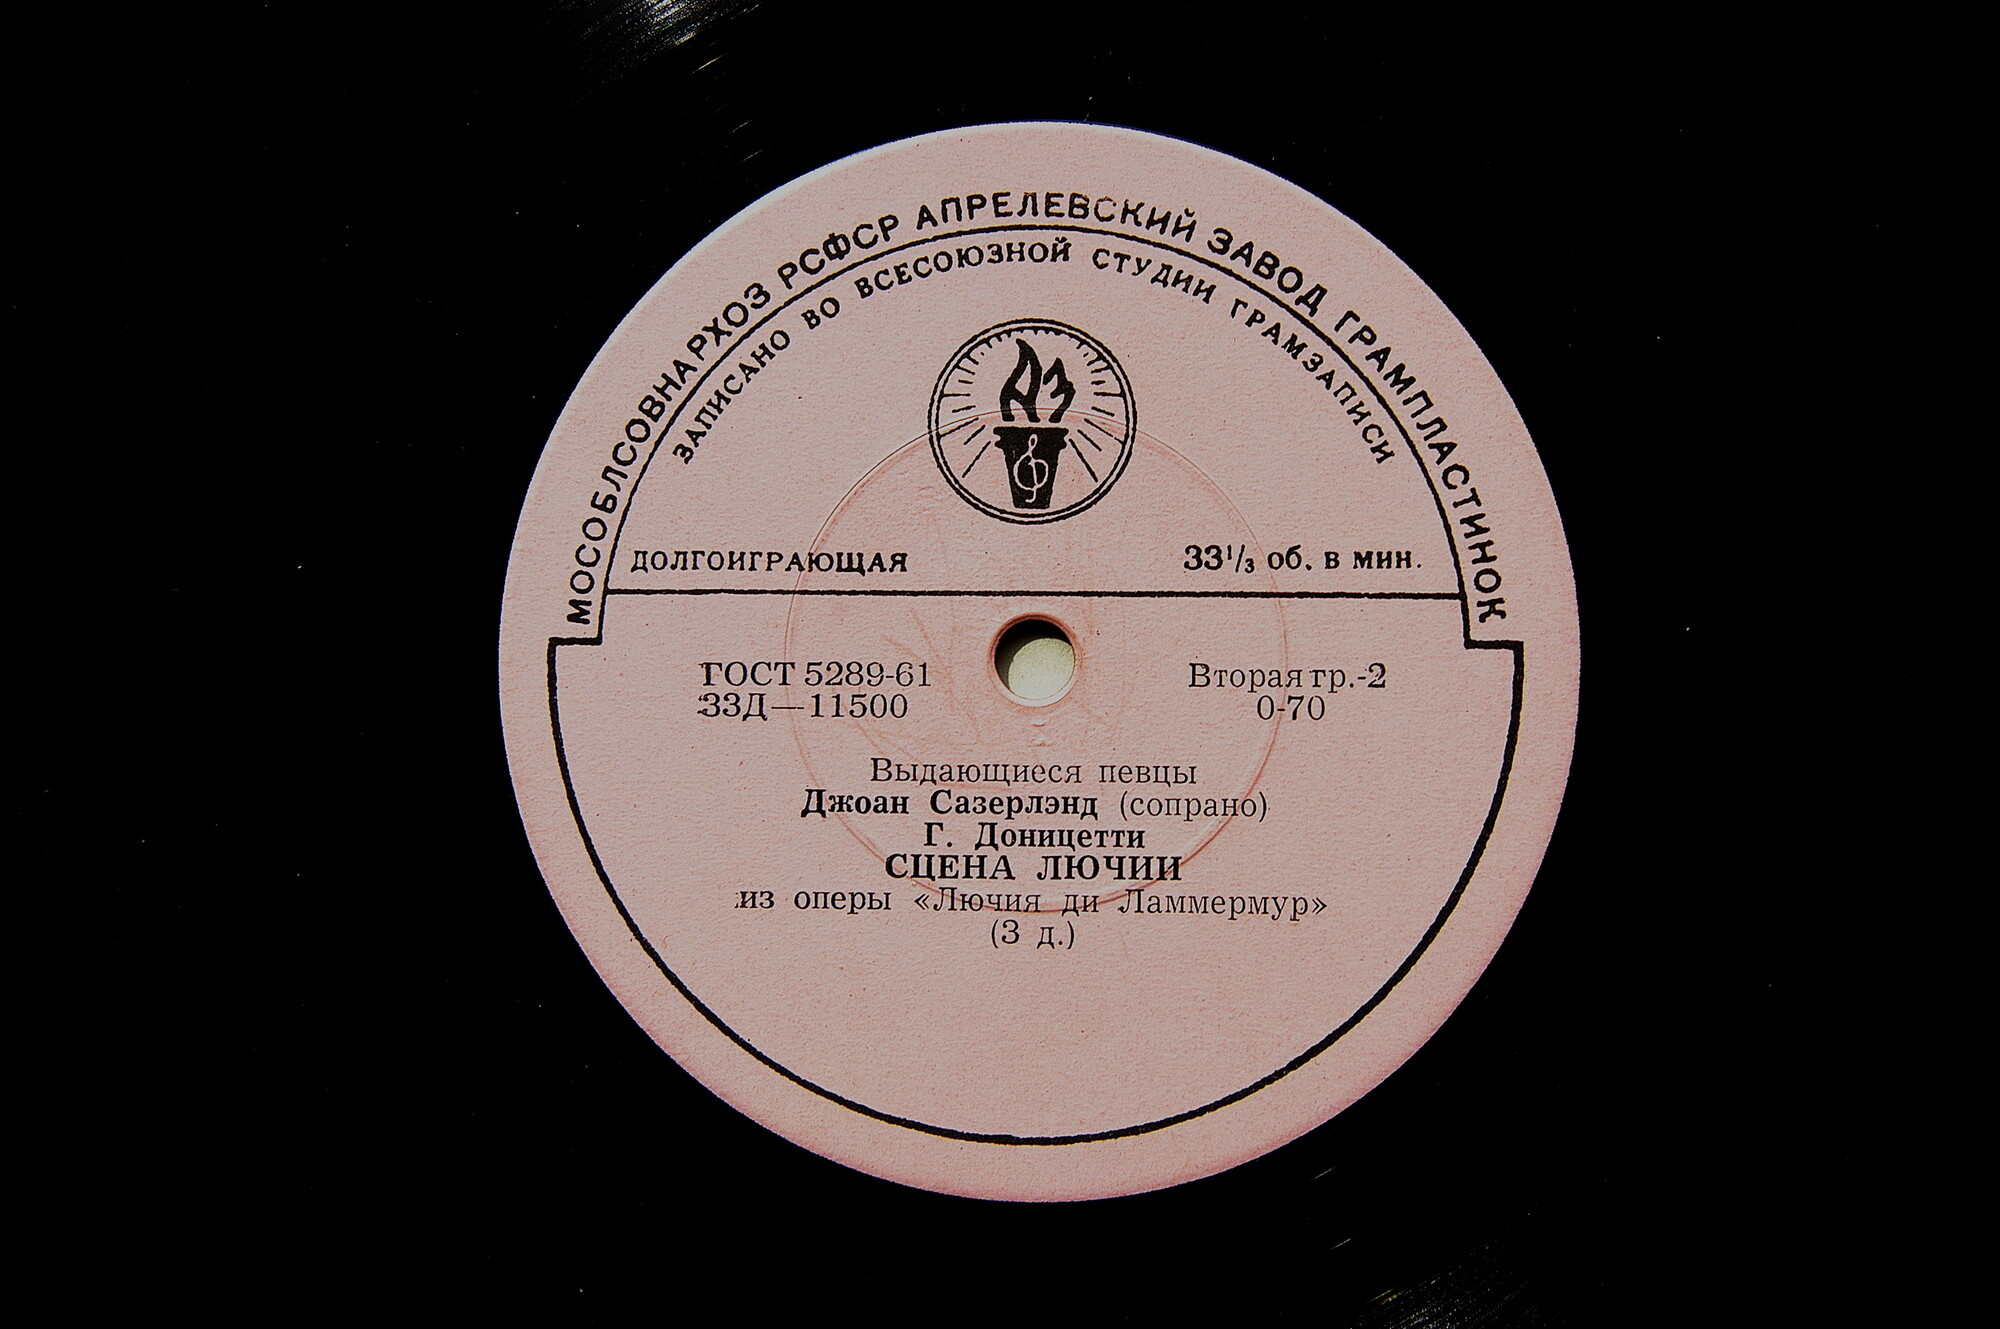 МОСОБЛСОВНАРХОЗ РСФСР АПРЕЛЕВСКИЙ ЗАВОД ГРАМПЛАСТИНОК
ЗАПИСАНО ВО ВСЕСОЮЗНОЙ СТУДИИ ГРАМЗАПИСИ
АЗ
ДОЛГОИГРАЮЩАЯ 33¹/₃ об. в мин.
ГОСТ 5289-61 Вторая гр.-2
33Д—11500 0-70
Выдающиеся певцы
Джоан Сазерлэнд (сопрано)
Г. Доницетти
СЦЕНА ЛЮЧИИ
из оперы «Лючия ди Ламмермур»
(3 д.)